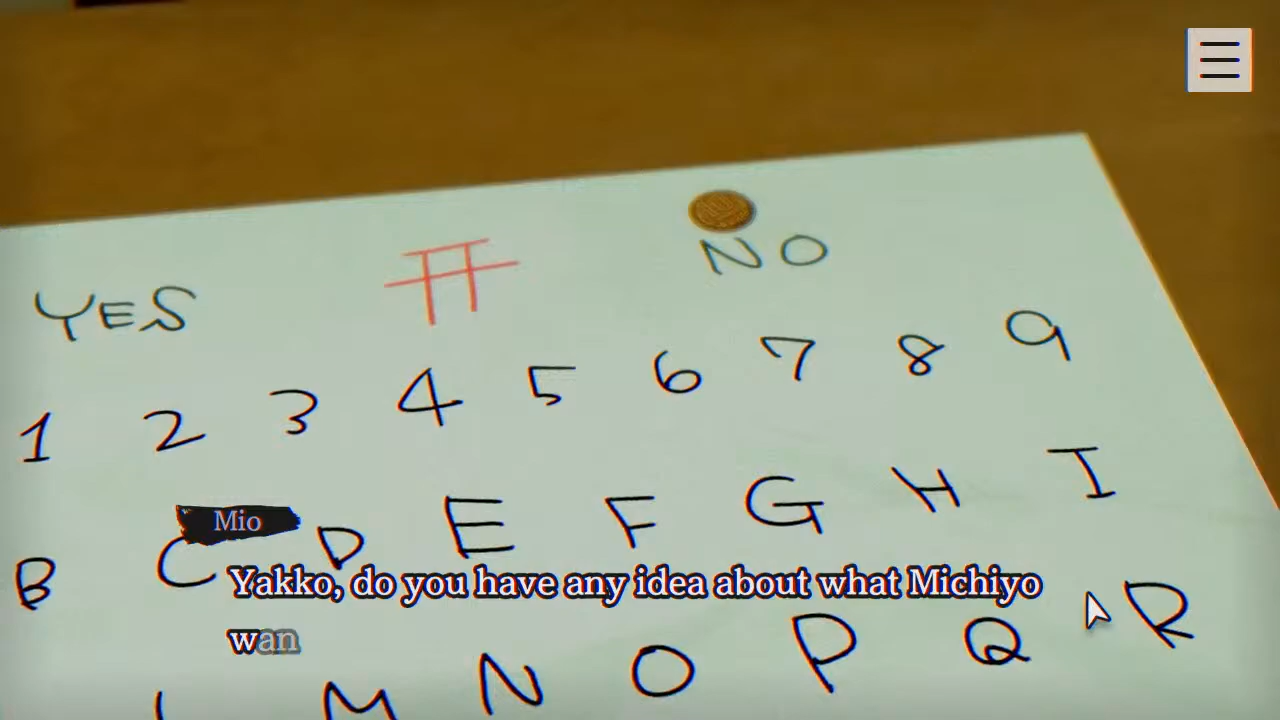 YES NO
1 2 3 4 5 6 7 8 9
B C D E F G H I
M N O P Q R
Mio
Yakko, do you have any idea about what Michiyo
wan